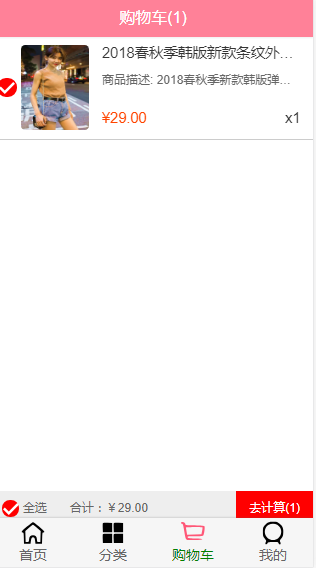 购物车(1)
2018春秋季韩版新款条纹外...
商品描述: 2018春秋季新款韩版弹...
¥29.00
x1
全选
合计：¥29.00
去计算(1)
首页
分类
购物车
我的